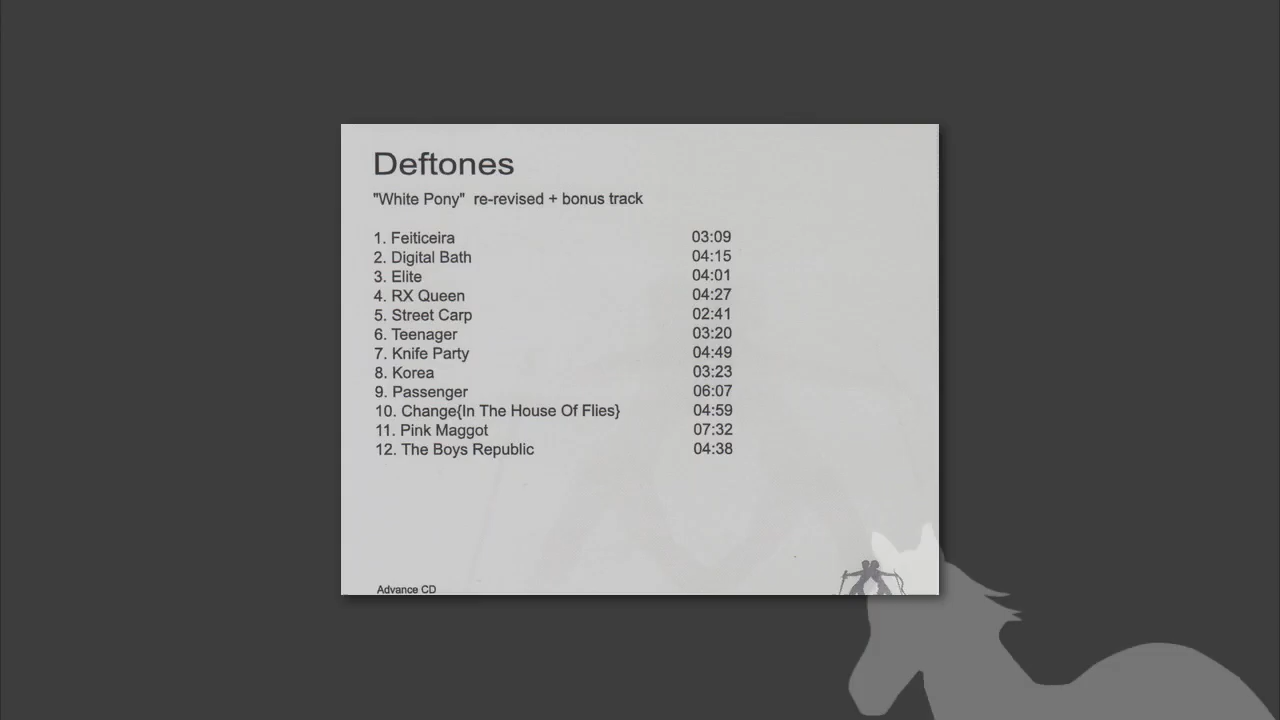 Deftones
"White Pony" re-revised + bonus track
1. Feiticeira 03:09
2. Digital Bath 04:15
3. Elite 04:01
4. RX Queen 04:27
5. Street Carp 02:41
6. Teenager 03:20
7. Knife Party 04:49
8. Korea 03:23
9. Passenger 06:07
10. Change{In The House Of Flies} 04:59
11. Pink Maggot 07:32
12. The Boys Republic 04:38
Advance CD